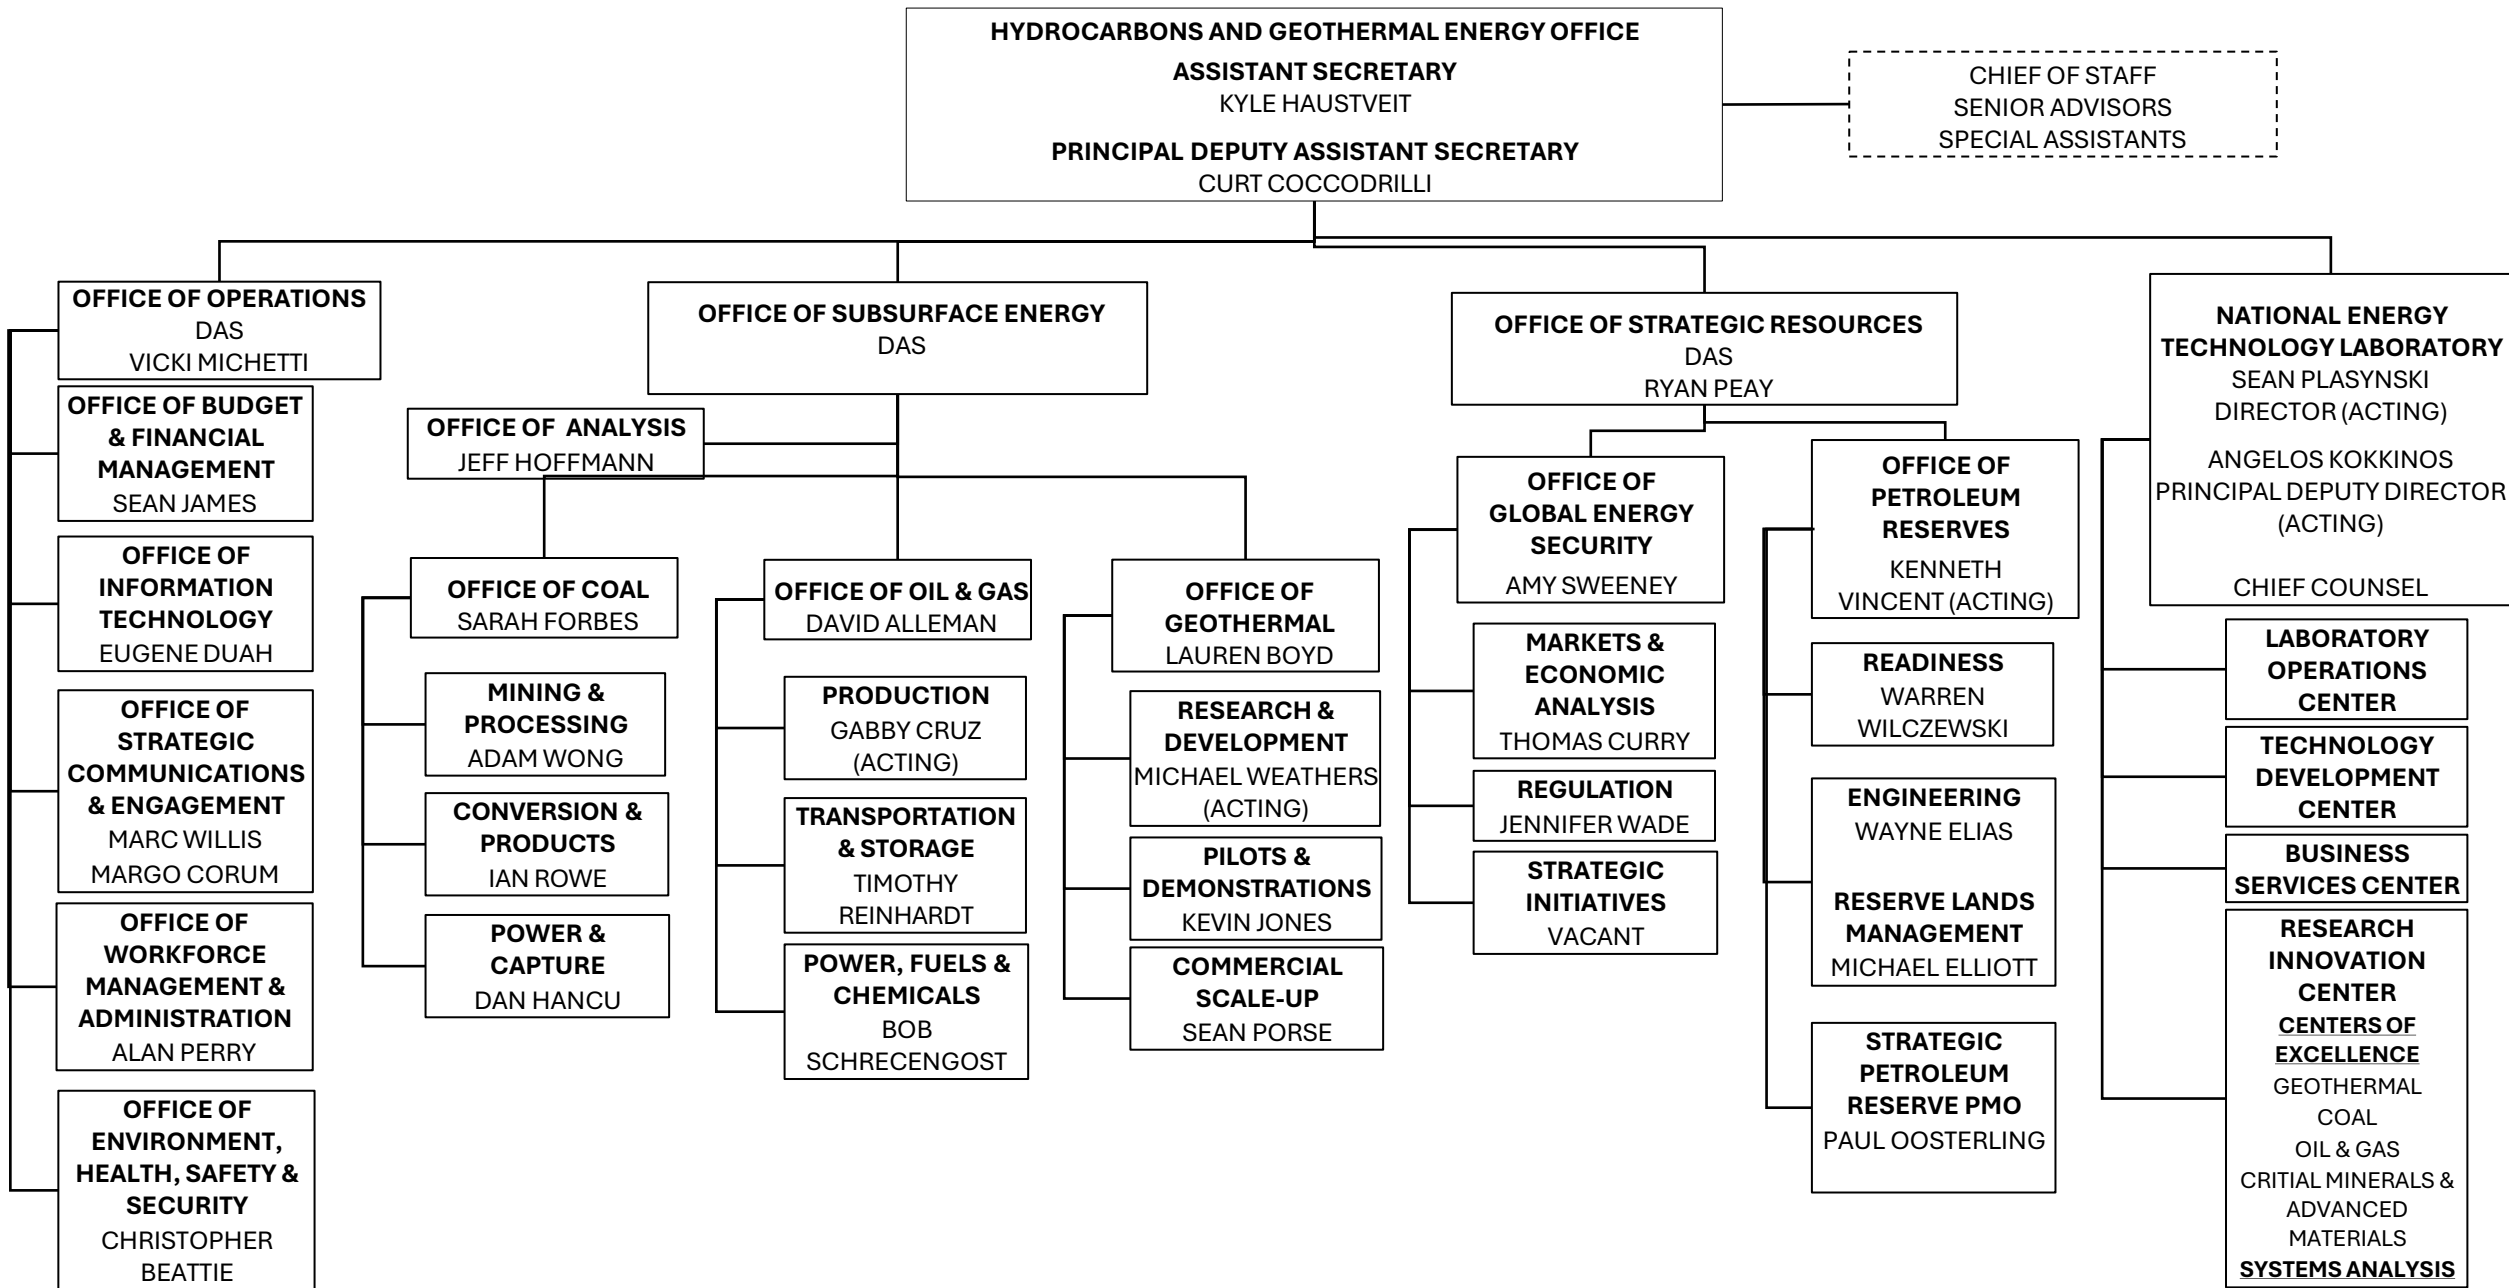 HYDROCARBONS AND GEOTHERMAL ENERGY OFFICE
ASSISTANT SECRETARY
KYLE HAUSTVEIT
PRINCIPAL DEPUTY ASSISTANT SECRETARY
CURT COCCODRILLI
CHIEF OF STAFF
SENIOR ADVISORS
SPECIAL ASSISTANTS
OFFICE OF OPERATIONS
DAS
VICKI MICHETTI
OFFICE OF BUDGET
& FINANCIAL
MANAGEMENT
SEAN JAMES
OFFICE OF
INFORMATION
TECHNOLOGY
EUGENE DUAH
OFFICE OF
STRATEGIC
COMMUNICATIONS
& ENGAGEMENT
MARC WILLIS
MARGO CORUM
OFFICE OF
WORKFORCE
MANAGEMENT &
ADMINISTRATION
ALAN PERRY
OFFICE OF
ENVIRONMENT,
HEALTH, SAFETY &
SECURITY
CHRISTOPHER
BEATTIE
OFFICE OF SUBSURFACE ENERGY
DAS
OFFICE OF ANALYSIS
JEFF HOFFMANN
OFFICE OF COAL
SARAH FORBES
MINING &
PROCESSING
ADAM WONG
CONVERSION &
PRODUCTS
IAN ROWE
POWER &
CAPTURE
DAN HANCU
OFFICE OF OIL & GAS
DAVID ALLEMAN
PRODUCTION
GABBY CRUZ
(ACTING)
TRANSPORTATION
& STORAGE
TIMOTHY
REINHARDT
POWER, FUELS &
CHEMICALS
BOB
SCHRECENGOST
OFFICE OF
GEOTHERMAL
LAUREN BOYD
RESEARCH &
DEVELOPMENT
MICHAEL WEATHERS
(ACTING)
PILOTS &
DEMONSTRATIONS
KEVIN JONES
COMMERCIAL
SCALE-UP
SEAN PORSE
OFFICE OF STRATEGIC RESOURCES
DAS
RYAN PEAY
OFFICE OF
GLOBAL ENERGY
SECURITY
AMY SWEENEY
MARKETS &
ECONOMIC
ANALYSIS
THOMAS CURRY
REGULATION
JENNIFER WADE
STRATEGIC
INITIATIVES
VACANT
OFFICE OF
PETROLEUM
RESERVES
KENNETH
VINCENT (ACTING)
READINESS
WARREN
WILCZEWSKI
ENGINEERING
WAYNE ELIAS
RESERVE LANDS
MANAGEMENT
MICHAEL ELLIOTT
STRATEGIC
PETROLEUM
RESERVE PMO
PAUL OOSTERLING
NATIONAL ENERGY
TECHNOLOGY LABORATORY
SEAN PLASYNSKI
DIRECTOR (ACTING)
ANGELOS KOKKINOS
PRINCIPAL DEPUTY DIRECTOR
(ACTING)
CHIEF COUNSEL
LABORATORY
OPERATIONS
CENTER
TECHNOLOGY
DEVELOPMENT
CENTER
BUSINESS
SERVICES CENTER
RESEARCH
INNOVATION
CENTER
CENTERS OF
EXCELLENCE
GEOTHERMAL
COAL
OIL & GAS
CRITIAL MINERALS &
ADVANCED
MATERIALS
SYSTEMS ANALYSIS